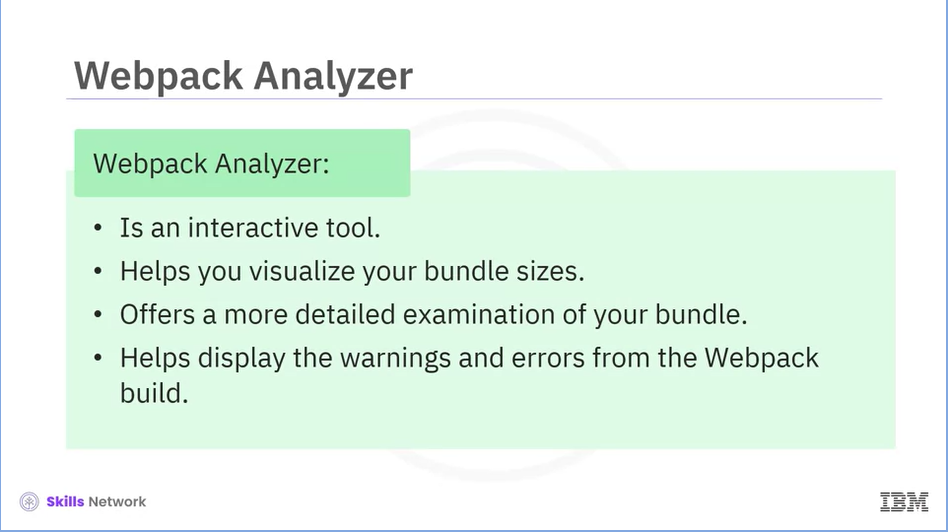 Webpack Analyzer
Webpack Analyzer:
• Is an interactive tool.
• Helps you visualize your bundle sizes.
• Offers a more detailed examination of your bundle.
• Helps display the warnings and errors from the Webpack
build.
Skills Network
IBM